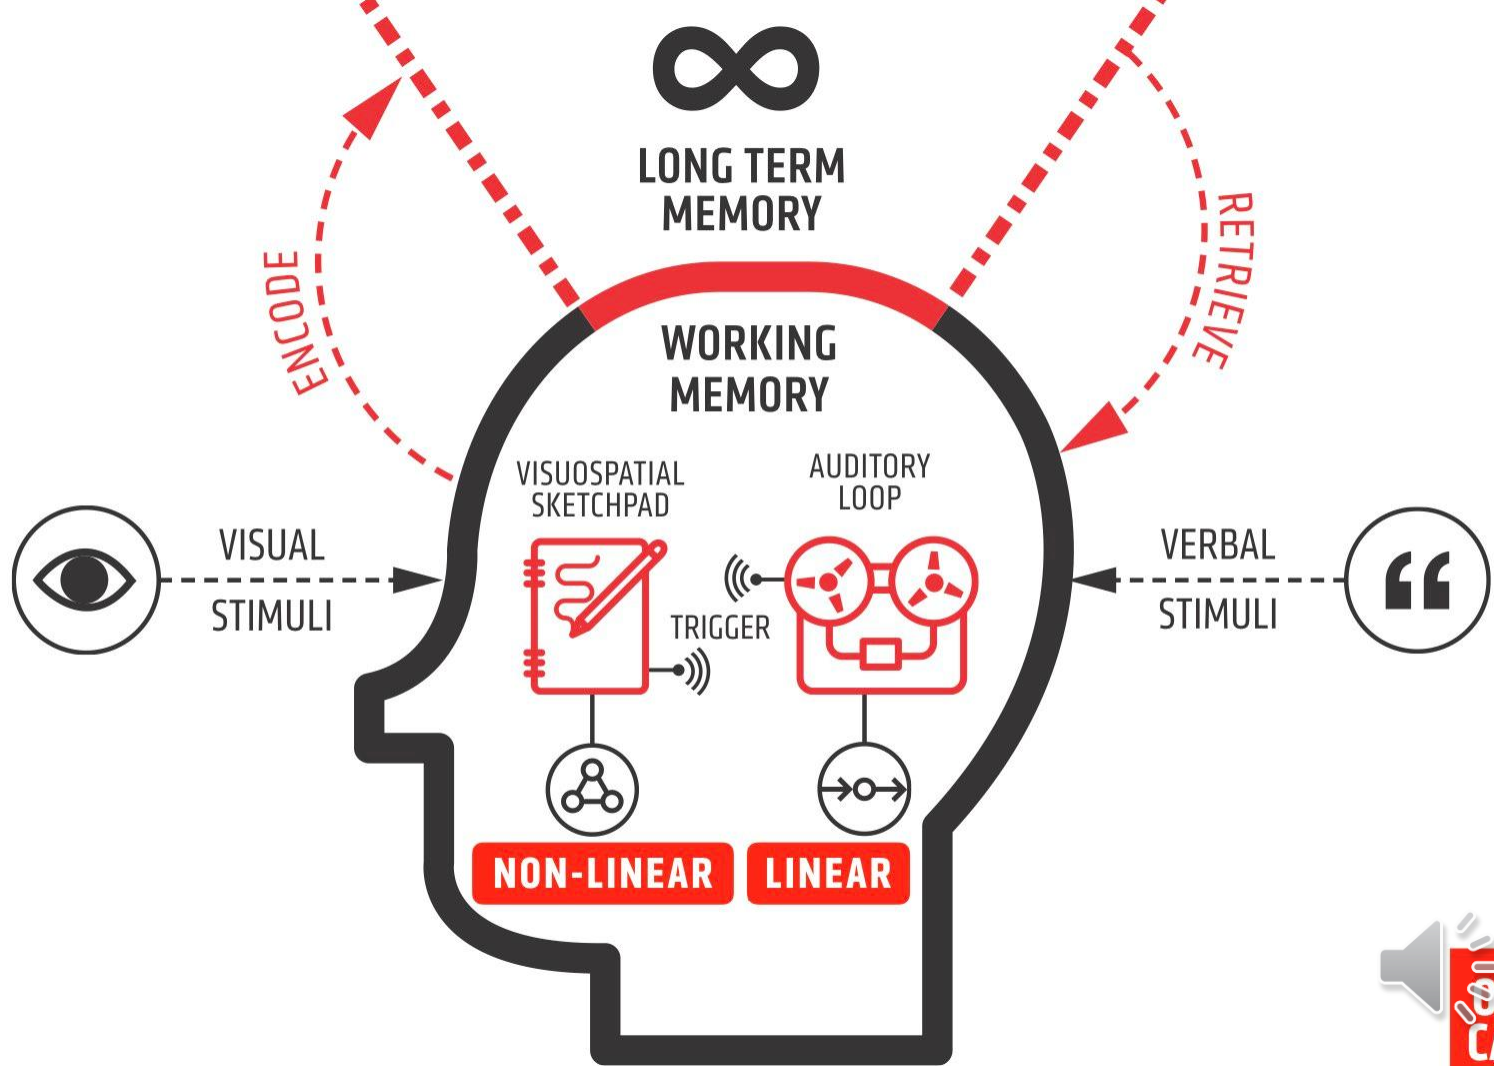 LONG TERM
MEMORY
ENCODE
RETRIEVE
WORKING
MEMORY
VISUOSPATIAL
SKETCHPAD
AUDITORY
LOOP
VISUAL
STIMULI
VERBAL
STIMULI
TRIGGER
NON-LINEAR
LINEAR